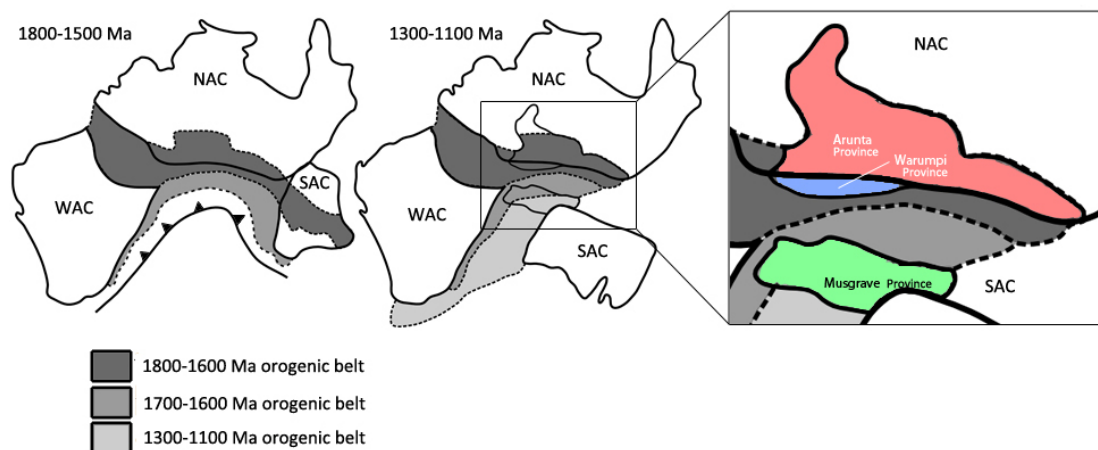 1800-1500 Ma
NAC
WAC
SAC
1300-1100 Ma
NAC
WAC
SAC
NAC
Arunta
Province
Warumpi
Province
Musgrave Province
SAC
1800-1600 Ma orogenic belt
1700-1600 Ma orogenic belt
1300-1100 Ma orogenic belt